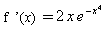 f '(x) = 2 x e^{-x^4}